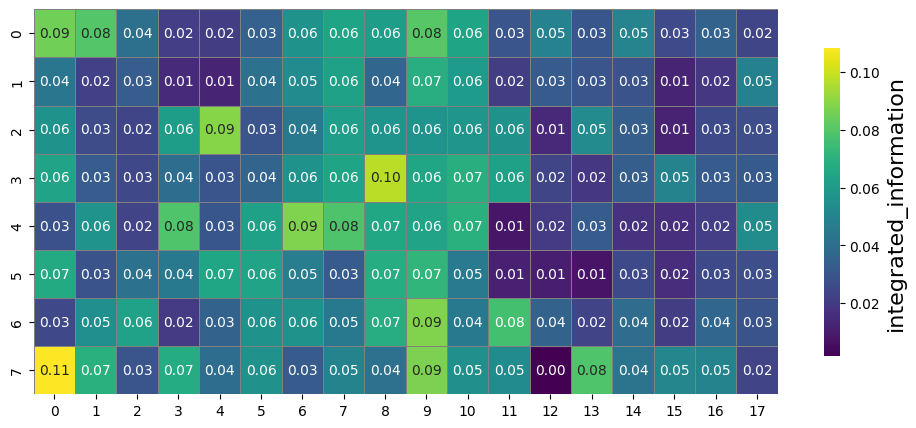 0 0.09 0.08 0.04 0.02 0.02 0.03 0.06 0.06 0.06 0.08 0.06 0.03 0.05 0.03 0.05 0.03 0.03 0.02
1 0.04 0.02 0.03 0.01 0.01 0.04 0.05 0.06 0.04 0.07 0.06 0.02 0.03 0.03 0.03 0.01 0.02 0.05
2 0.06 0.03 0.02 0.06 0.09 0.03 0.04 0.06 0.06 0.06 0.06 0.06 0.01 0.05 0.03 0.01 0.03 0.03
3 0.06 0.03 0.03 0.04 0.03 0.04 0.06 0.06 0.10 0.06 0.07 0.06 0.02 0.02 0.03 0.05 0.03 0.03
4 0.03 0.06 0.02 0.08 0.03 0.06 0.09 0.08 0.07 0.06 0.07 0.01 0.02 0.03 0.02 0.02 0.02 0.05
5 0.07 0.03 0.04 0.04 0.07 0.06 0.05 0.03 0.07 0.07 0.05 0.01 0.01 0.01 0.03 0.02 0.03 0.03
6 0.03 0.05 0.06 0.02 0.03 0.06 0.06 0.05 0.07 0.09 0.04 0.08 0.04 0.02 0.04 0.02 0.04 0.03
7 0.11 0.07 0.03 0.07 0.04 0.06 0.03 0.05 0.04 0.09 0.05 0.05 0.00 0.08 0.04 0.05 0.05 0.02
0 1 2 3 4 5 6 7 8 9 10 11 12 13 14 15 16 17
0.10
0.08
0.06
0.04
0.02
integrated_information